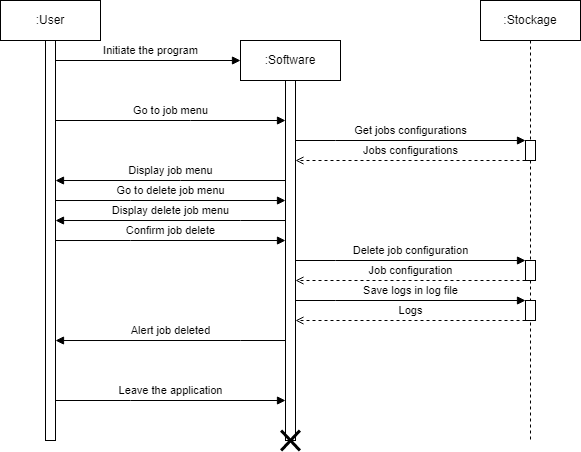 :User
:Stockage
Initiate the program
:Software
Go to job menu
Get jobs configurations
Jobs configurations
Display job menu
Go to delete job menu
Display delete job menu
Confirm job delete
Delete job configuration
Job configuration
Save logs in log file
Logs
Alert job deleted
Leave the application